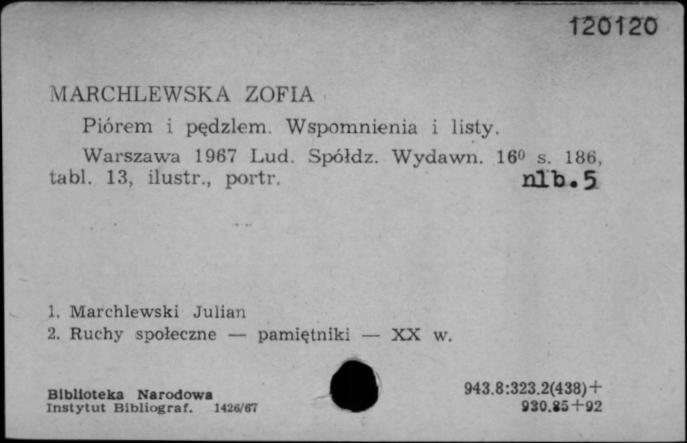 120120
MARCHLEWSKA ZOFIA
Piórem i pędzlem. Wspomnienia i listy.
Warszawa 1967 Lud. Spółdz. Wydawn. 16⁰ s. 186,
tabl. 13, ilustr., portr. nlb.5
1. Marchlewski Julian
2. Ruchy społeczne — pamiętniki — XX w.
943.8:323.2(438)+
Biblioteka Narodowa
Instytut Bibliograf. 1426/67
930.85+92